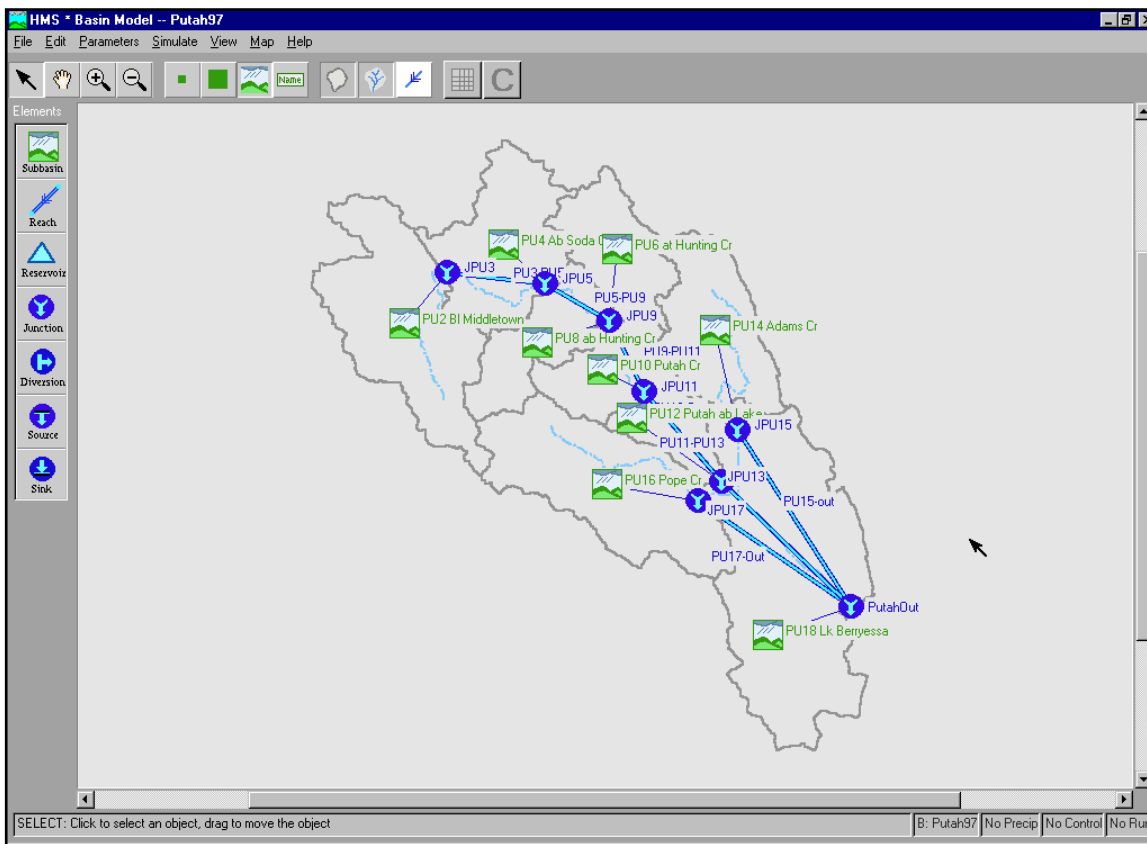 HMS * Basin Model -- Putah97
File Edit Parameters Simulate View Map Help
Name
C
Elements
Subbasin
Reach
Reservoir
Junction
Diversion
Source
Sink
PU4 Ab Soda
PU6 at Hunting Cr
JPU3
JPU5
PU5-PU9
PU2 Bl Middletown
JPU9
PU14 Adams Cr
PU8 ab Hunting Cr
PU9-PU11
PU10 Putah Cr
JPU11
PU12 Putah ab Lake
JPU15
PU11-PU13
PU16 Pope Cr
JPU13
PU15-out
JPU17
PU17-Out
PutahOut
PU18 Lk Berryessa
SELECT: Click to select an object, drag to move the object
B: Putah97 No Precip No Control No Run